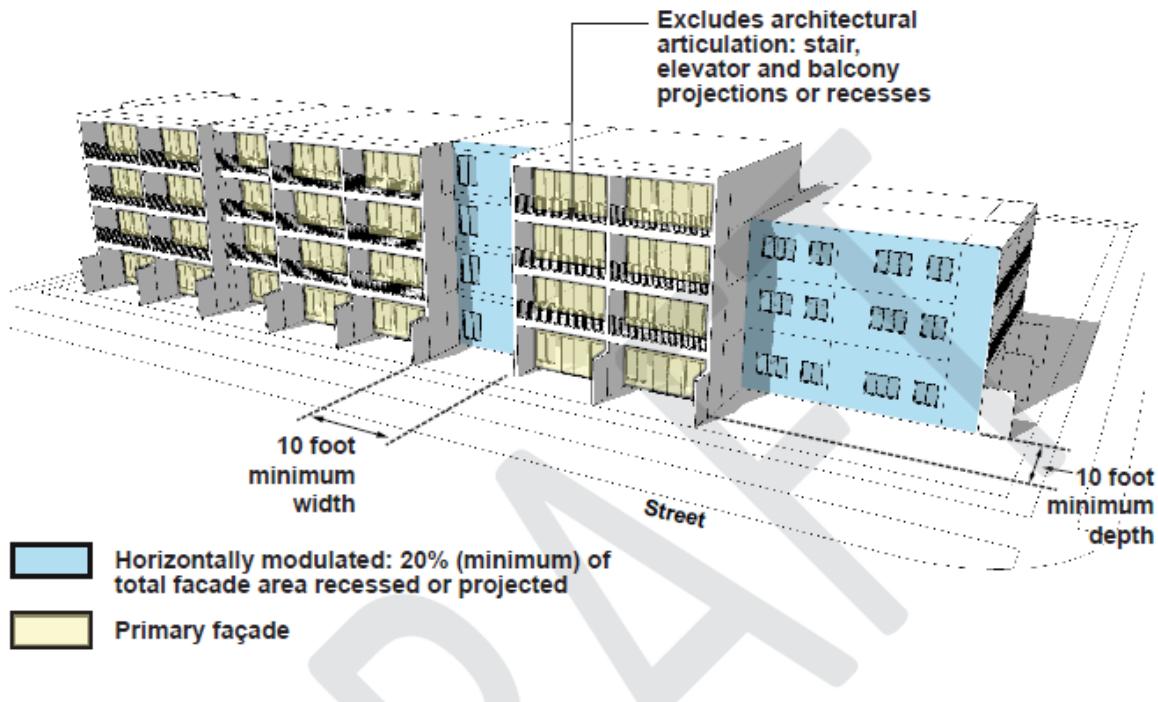 Excludes architectural
articulation: stair,
elevator and balcony
projections or recesses
10 foot
minimum
width
Street
10 foot
minimum
depth
Horizontally modulated: 20% (minimum) of
total facade area recessed or projected
Primary façade
DRAFT